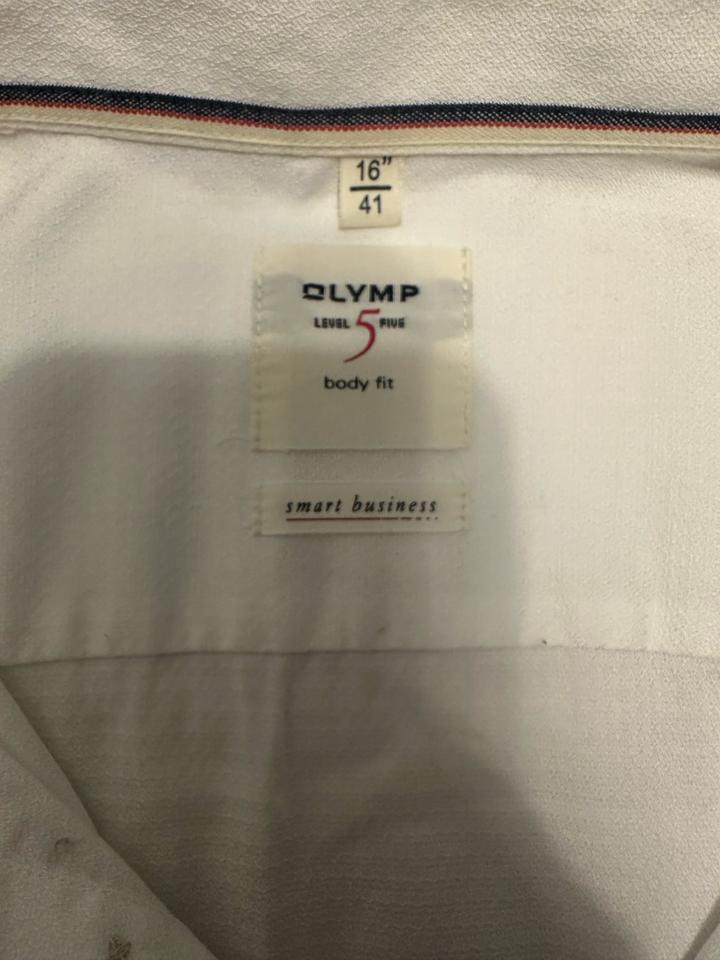 16”
41
OLYMP
LEVEL 5 FIVE
body fit
smart business